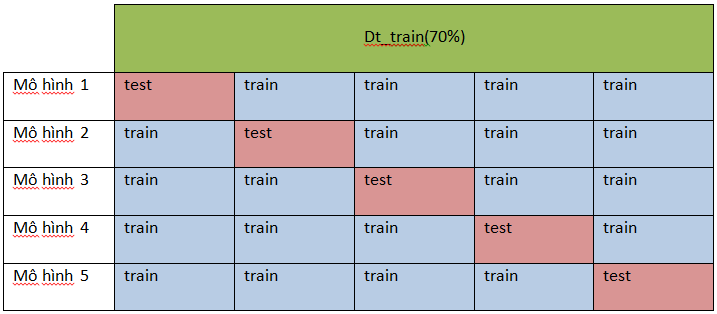 Dt_train(70%)
Mô hình 1 test train train train train
Mô hình 2 train test train train train
Mô hình 3 train train test train train
Mô hình 4 train train train test train
Mô hình 5 train train train train test